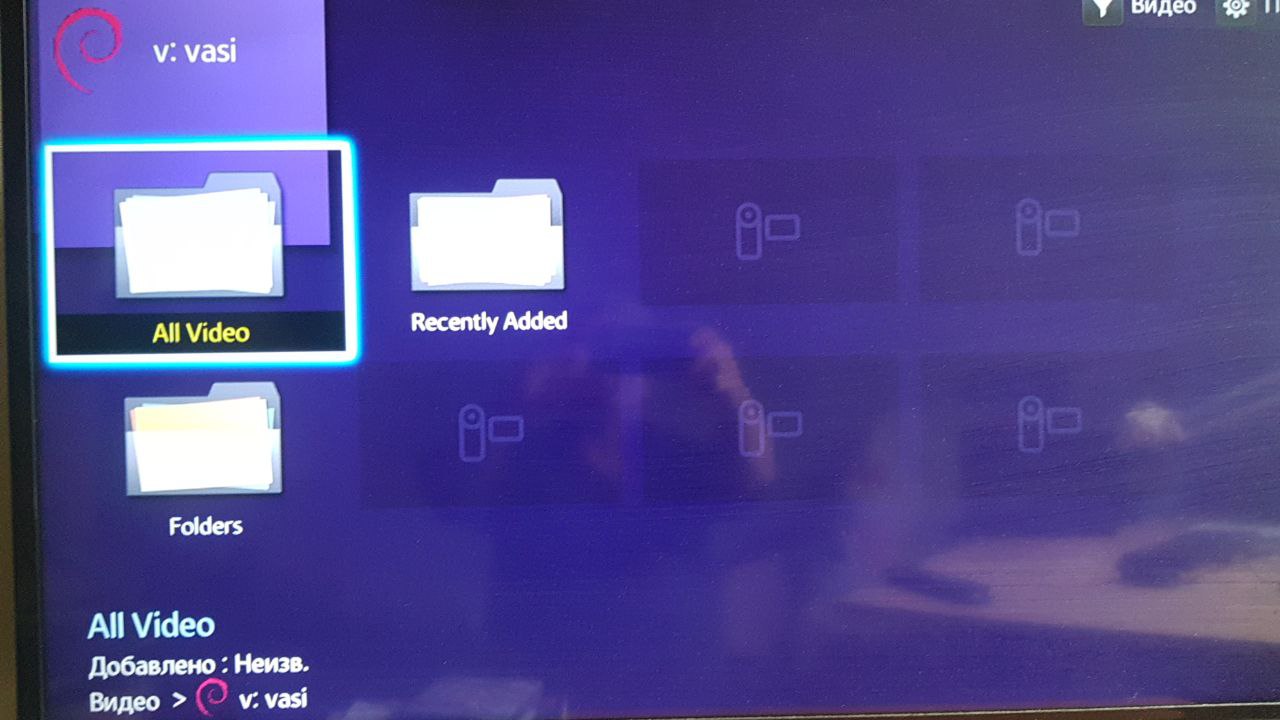 Видео
v: vasi
All Video
Recently Added
Folders
All Video
Добавлено : Неизв.
Видео > v: vasi